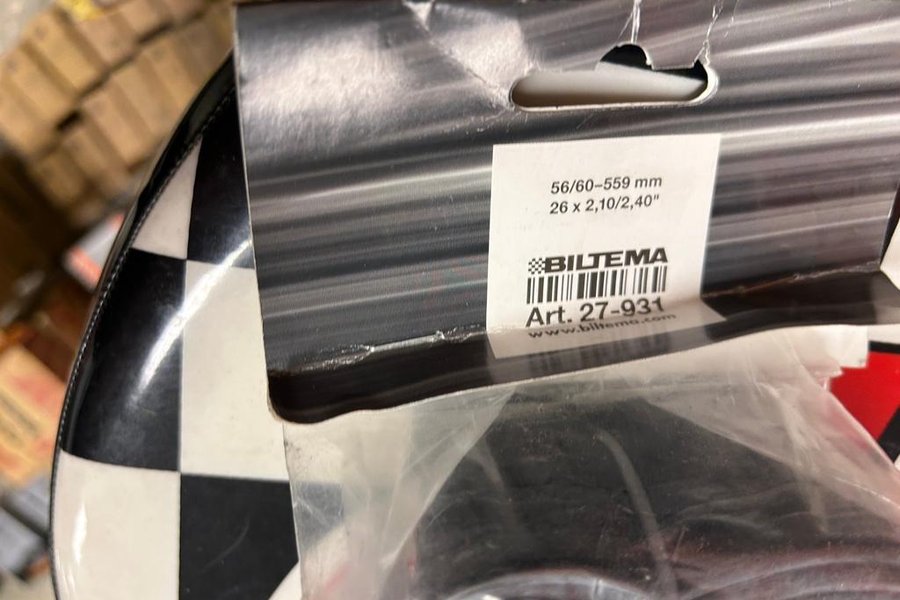 56/60–559 mm
26 x 2,10/2,40"
BILTEMA
Art. 27-931
www.biltema.com